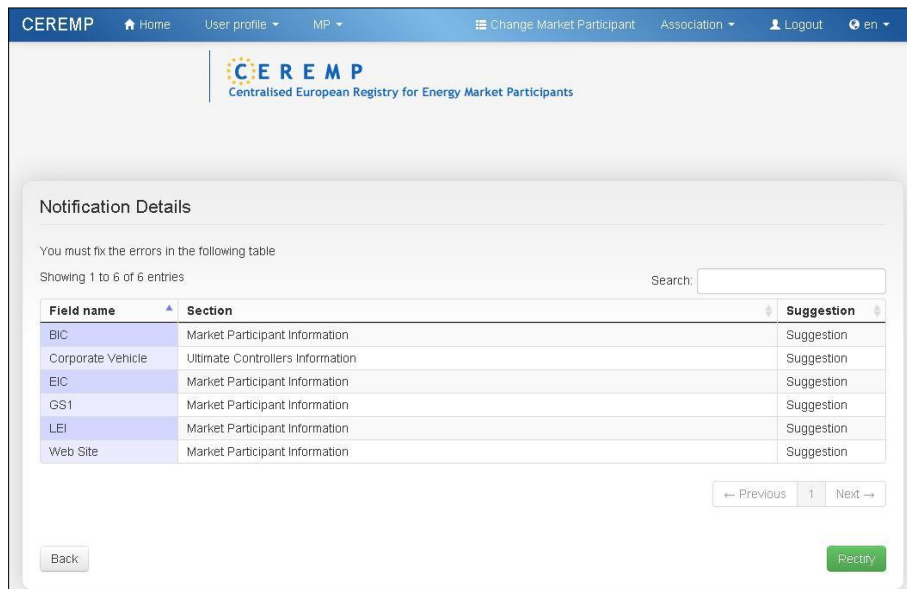 CEREMP Home User profile MP Change Market Participant Association Logout en
CEREMP
Centralised European Registry for Energy Market Participants
Notification Details
You must fix the errors in the following table
Showing 1 to 6 of 6 entries Search:
Field name Section Suggestion
BIC Market Participant Information Suggestion
Corporate Vehicle Ultimate Controllers Information Suggestion
EIC Market Participant Information Suggestion
GS1 Market Participant Information Suggestion
LEI Market Participant Information Suggestion
Web Site Market Participant Information Suggestion
← Previous 1 Next →
Back Rectify